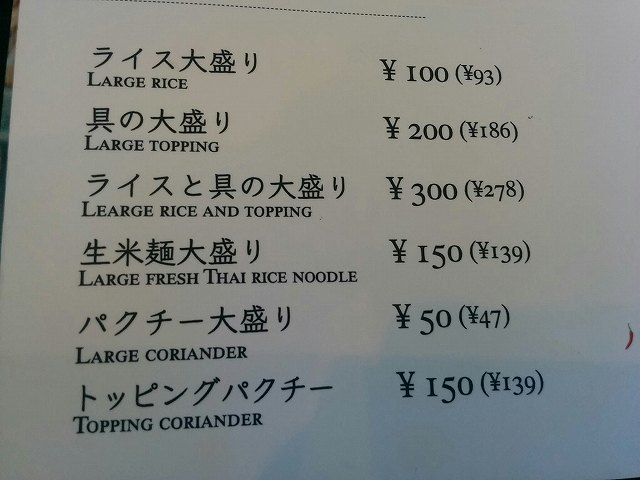 ライス大盛り ¥100 (¥93)
LARGE RICE
具の大盛り ¥200 (¥186)
LARGE TOPPING
ライスと具の大盛り ¥300 (¥278)
LEARGE RICE AND TOPPING
生米麺大盛り ¥150 (¥139)
LARGE FRESH THAI RICE NOODLE
パクチー大盛り ¥50 (¥47)
LARGE CORIANDER
トッピングパクチー ¥150 (¥139)
TOPPING CORIANDER